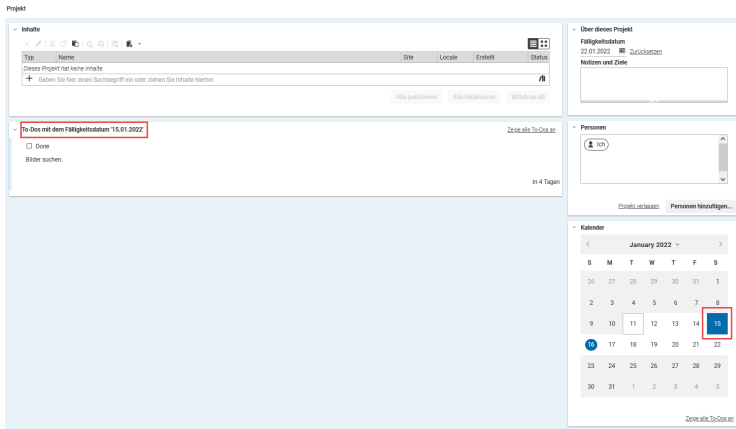 Projekt
Inhalte
Typ Name Site Locale Erstellt Status
Dieses Projekt hat keine Inhalte.
Geben Sie hier einen Suchbegriff ein oder ziehen Sie Inhalte hierher.
Alle publizieren Alle lokalisieren Withdraw All
To-Dos mit dem Fälligkeitsdatum '15.01.2022' Zeige alle To-Dos an
Done
Bilder suchen.
In 4 Tagen
Über dieses Projekt
Fälligkeitsdatum
22.01.2022 Zurücksetzen
Notizen und Ziele
Personen
Ich
Projekt verlassen Personen hinzufügen...
Kalender
January 2022
S M T W T F S
26 27 28 29 30 31 1
2 3 4 5 6 7 8
9 10 11 12 13 14 15
16 17 18 19 20 21 22
23 24 25 26 27 28 29
30 31 1 2 3 4 5
Zeige alle To-Dos an